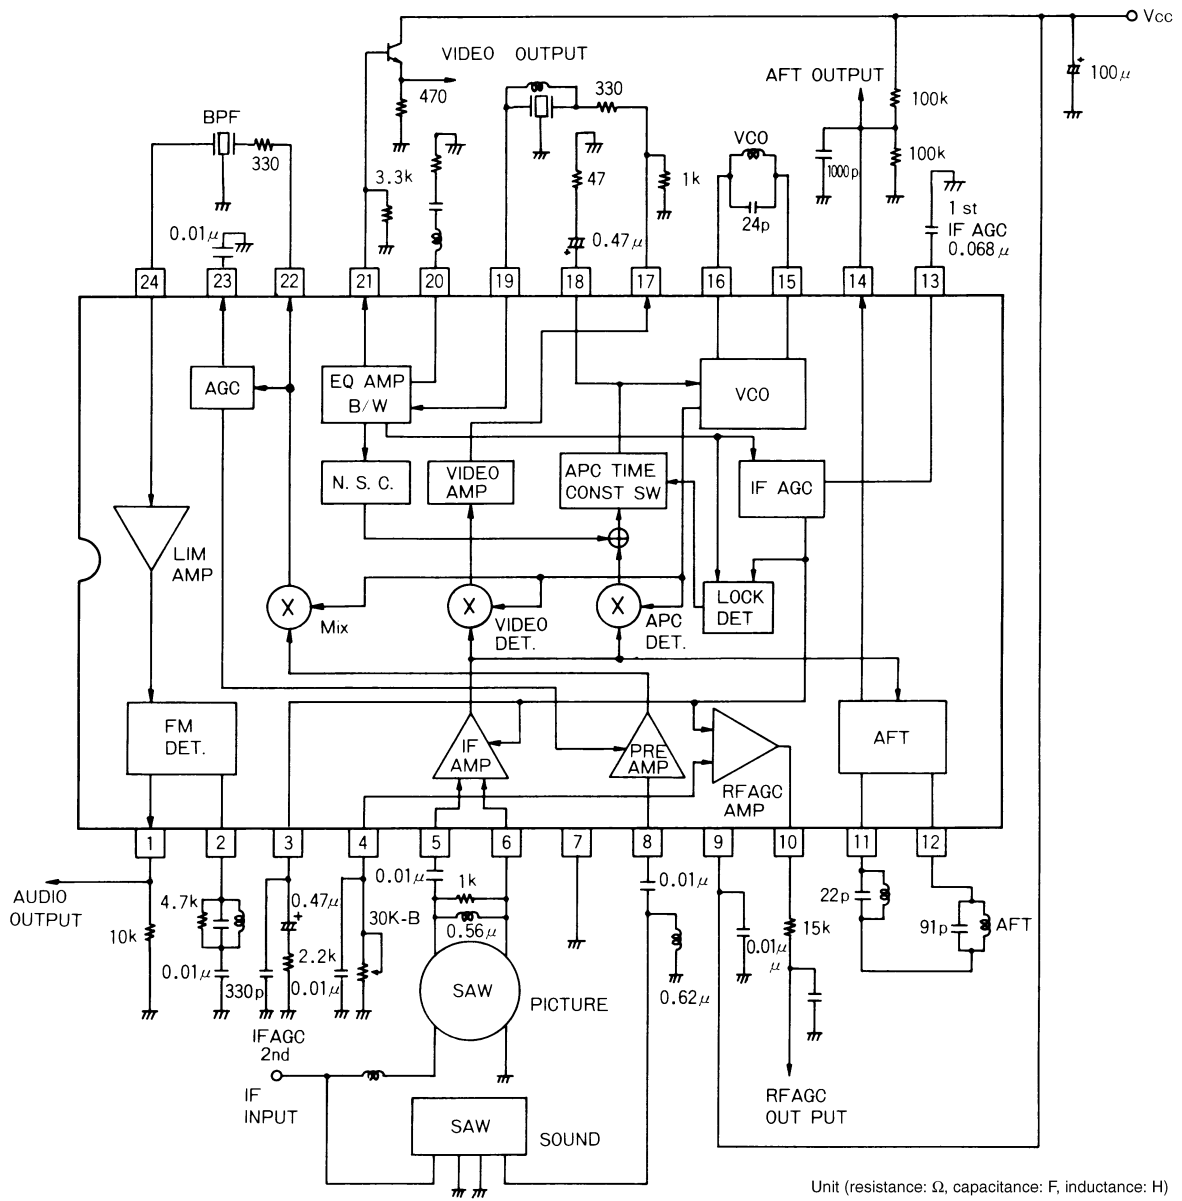 Vcc
VIDEO OUTPUT
AFT OUTPUT
100μ
470
330
100k
BPF
330
VCO
1000p
100k
3.3k
47
1k
24p
1 st
IF AGC
0.068μ
0.01μ
0.47μ
24
23
22
21
20
19
18
17
16
15
14
13
AGC
EQ AMP
B/W
VCO
N. S. C.
VIDEO
AMP
APC TIME
CONST SW
IF AGC
LIM
AMP
X
Mix
X
VIDEO
DET.
X
APC
DET.
LOCK
DET
FM
DET.
IF
AMP
PRE
AMP
RFAGC
AMP
AFT
1
2
3
4
5
6
7
8
9
10
11
12
AUDIO
OUTPUT
10k
4.7k
0.01μ
330p
0.47μ
2.2k
0.01μ
30K-B
0.01μ
1k
0.56μ
0.01μ
0.62μ
0.01μ
μ
15k
22p
91p
AFT
IFAGC
2nd
SAW
PICTURE
IF
INPUT
SAW
SOUND
RFAGC
OUT PUT
Unit (resistance: Ω, capacitance: F, inductance: H)